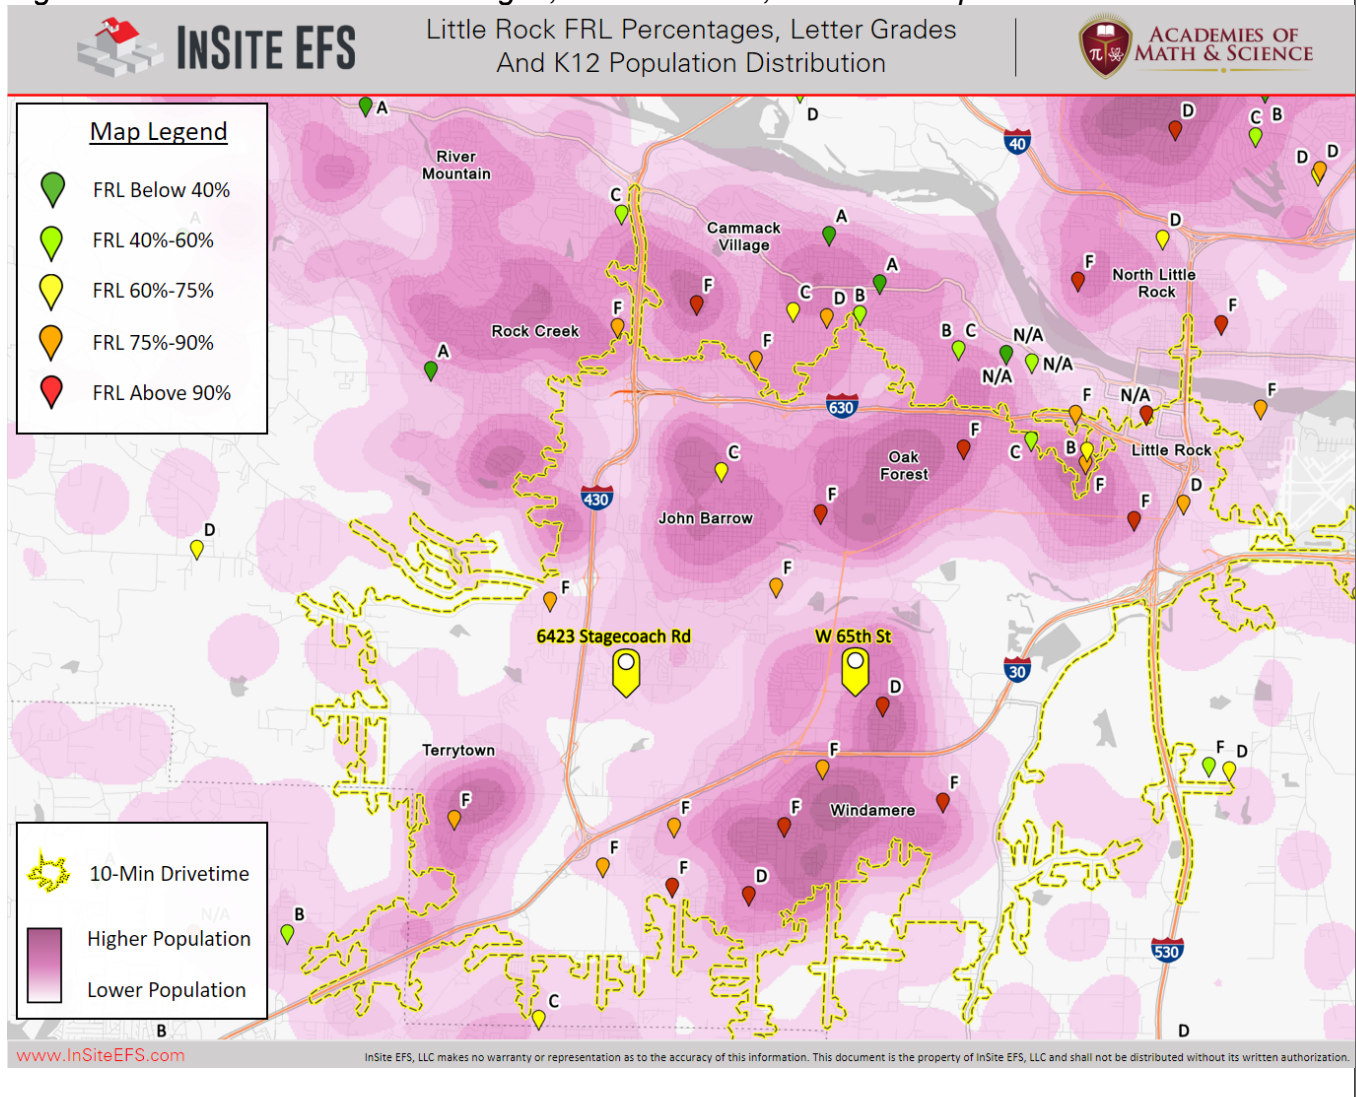 INSITE EFS
Little Rock FRL Percentages, Letter Grades
And K12 Population Distribution
ACADEMIES OF
MATH & SCIENCE
π
Map Legend
FRL Below 40%
FRL 40%-60%
FRL 60%-75%
FRL 75%-90%
FRL Above 90%
A
D
D
C B
D D
40
River
Mountain
A
C
A
Cammack
Village
D
A
F
North Little
Rock
F
C D B
F
F
Rock Creek
F
B C N/A
N/A
N/A
A
F
630
F N/A
F
F
C
Oak
Forest
C
B
Little Rock
F
D
430
John Barrow
F
F
D
F
F
6423 Stagecoach Rd
W 65th St
30
D
Terrytown
F
F D
F
F
F
Windamere
F
F
F
D
10-Min Drivetime
Higher Population
Lower Population
A
N/A
B
530
C
B
D
www.InSiteEFS.com
InSite EFS, LLC makes no warranty or representation as to the accuracy of this information. This document is the property of InSite EFS, LLC and shall not be distributed without its written authorization.